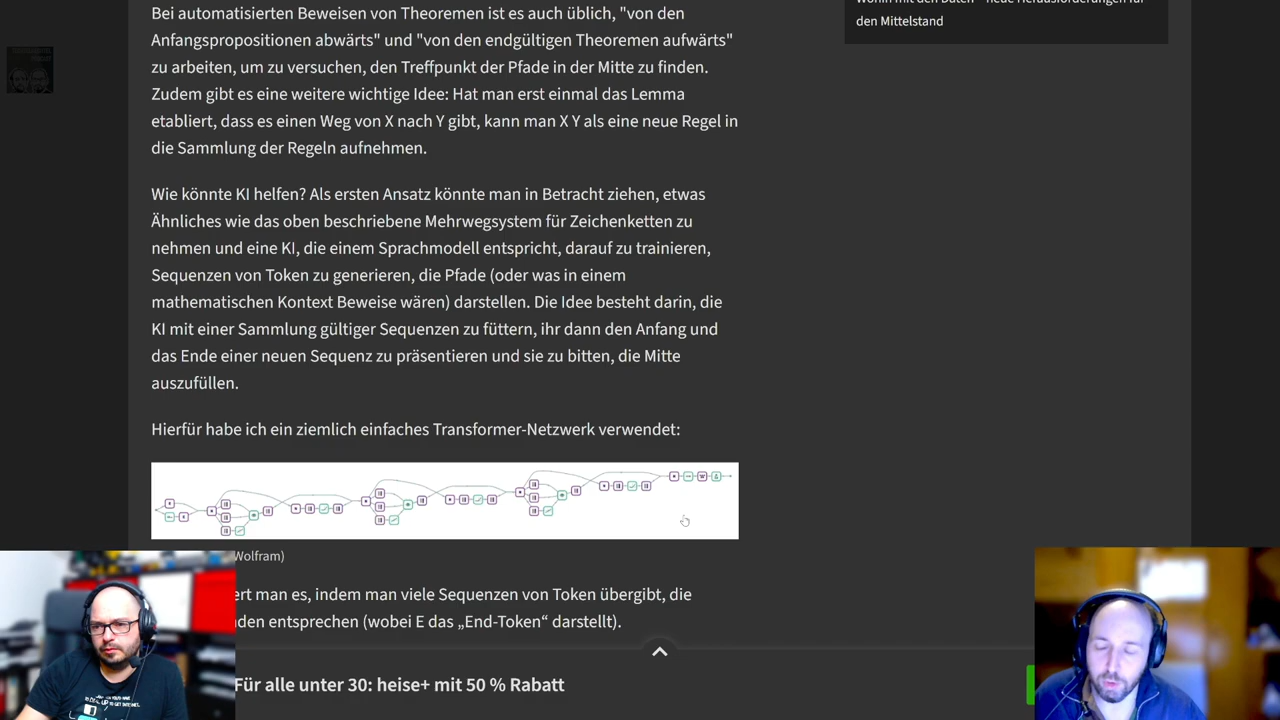 Bei automatisierten Beweisen von Theoremen ist es auch üblich, "von den
Anfangspropositionen abwärts" und "von den endgültigen Theoremen aufwärts"
zu arbeiten, um zu versuchen, den Treffpunkt der Pfade in der Mitte zu finden.
Zudem gibt es eine weitere wichtige Idee: Hat man erst einmal das Lemma
etabliert, dass es einen Weg von X nach Y gibt, kann man X Y als eine neue Regel in
die Sammlung der Regeln aufnehmen.
Wie könnte KI helfen? Als ersten Ansatz könnte man in Betracht ziehen, etwas
Ähnliches wie das oben beschriebene Mehrwegsystem für Zeichenketten zu
nehmen und eine KI, die einem Sprachmodell entspricht, darauf zu trainieren,
Sequenzen von Token zu generieren, die Pfade (oder was in einem
mathematischen Kontext Beweise wären) darstellen. Die Idee besteht darin, die
KI mit einer Sammlung gültiger Sequenzen zu füttern, ihr dann den Anfang und
das Ende einer neuen Sequenz zu präsentieren und sie zu bitten, die Mitte
auszufüllen.
Hierfür habe ich ein ziemlich einfaches Transformer-Netzwerk verwendet:
Wolfram)
ert man es, indem man viele Sequenzen von Token übergibt, die
den entsprechen (wobei E das „End-Token“ darstellt).
Für alle unter 30: heise+ mit 50 % Rabatt
den Mittelstand